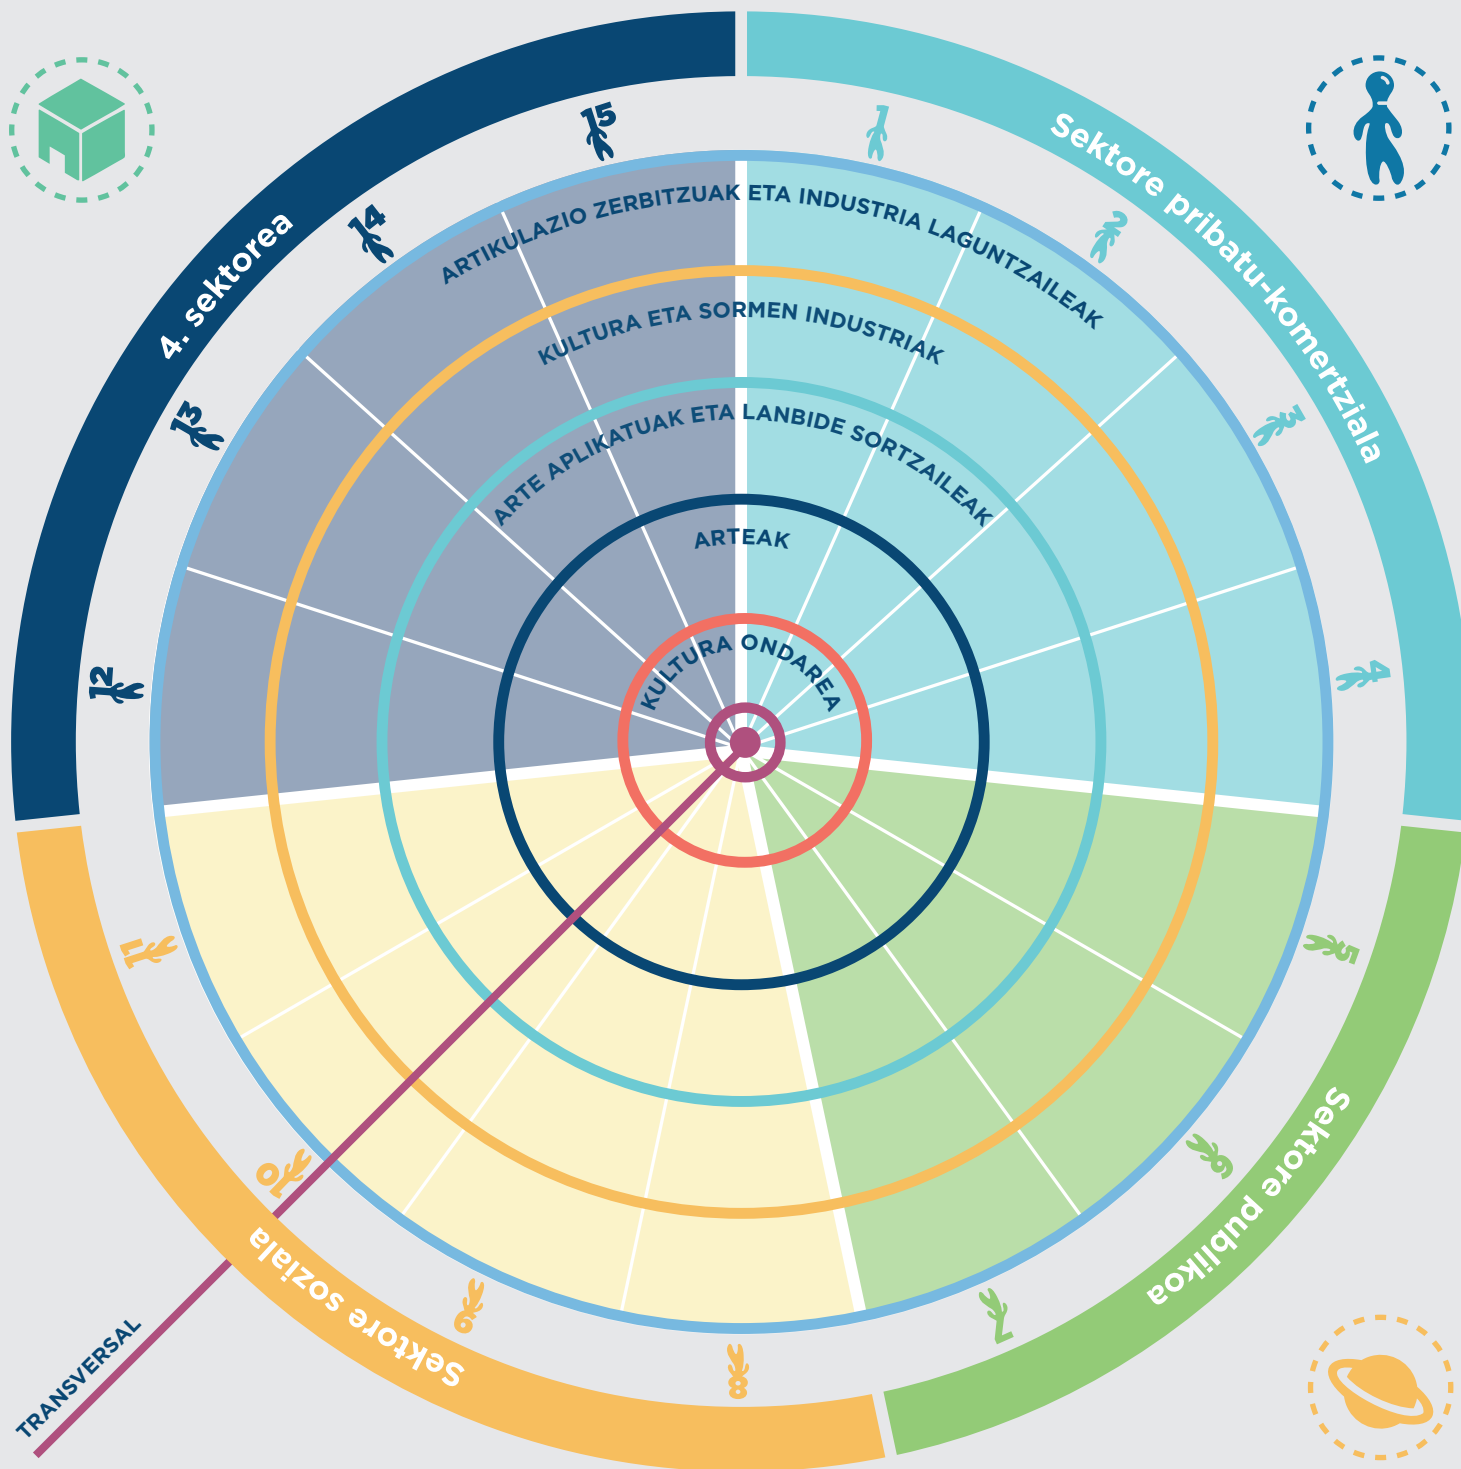 Sektore pribatu-komertziala
1
2
3
4
Sektore publikoa
5
6
7
Sektore soziala
8
9
10
11
4. sektorea
12
13
14
15
ARTIKULAZIO ZERBITZUAK ETA INDUSTRIA LAGUNTZAILEAK
KULTURA ETA SORMEN INDUSTRIAK
ARTE APLIKATUAK ETA LANBIDE SORTZAILEAK
ARTEAK
KULTURA ONDAREA
TRANSVERSAL